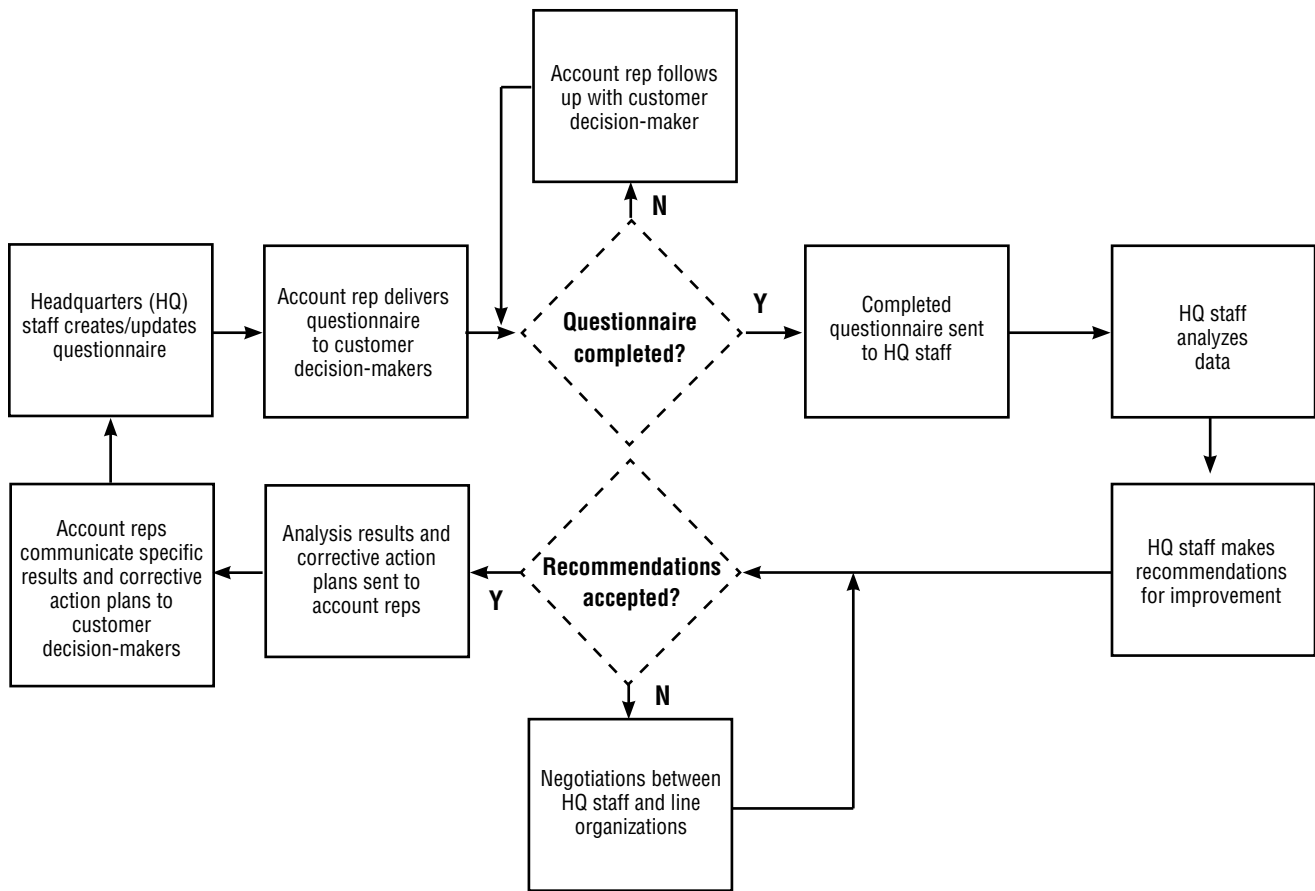 Account rep follows
up with customer
decision-maker
N
Headquarters (HQ)
staff creates/updates
questionnaire
Account rep delivers
questionnaire
to customer
decision-makers
Questionnaire
completed?
Y
Completed
questionnaire sent
to HQ staff
HQ staff
analyzes
data
HQ staff makes
recommendations
for improvement
Recommendations
accepted?
Y
Analysis results and
corrective action
plans sent to
account reps
Account reps
communicate specific
results and corrective
action plans to
customer
decision-makers
N
Negotiations between
HQ staff and line
organizations